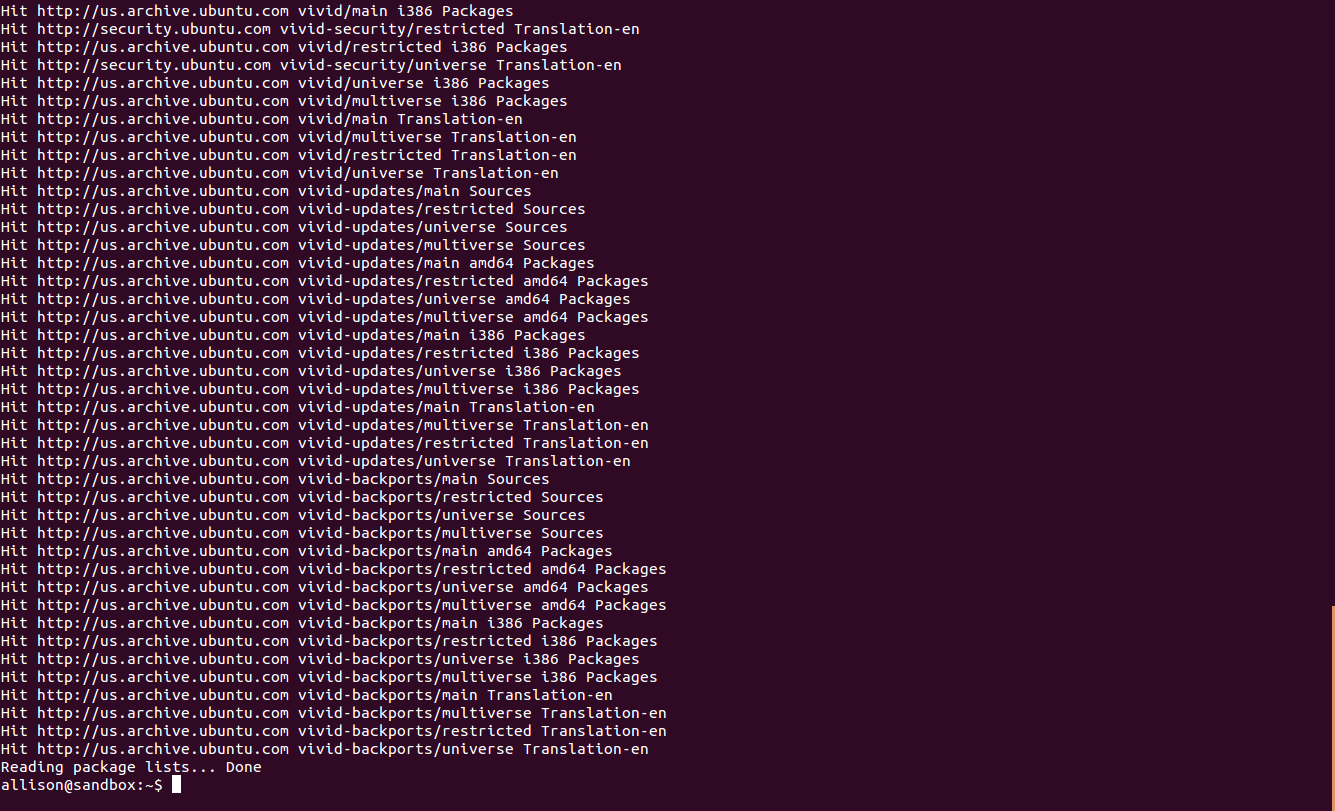 Hit http://us.archive.ubuntu.com vivid/main i386 Packages
Hit http://security.ubuntu.com vivid-security/restricted Translation-en
Hit http://us.archive.ubuntu.com vivid/restricted i386 Packages
Hit http://security.ubuntu.com vivid-security/universe Translation-en
Hit http://us.archive.ubuntu.com vivid/universe i386 Packages
Hit http://us.archive.ubuntu.com vivid/multiverse i386 Packages
Hit http://us.archive.ubuntu.com vivid/main Translation-en
Hit http://us.archive.ubuntu.com vivid/multiverse Translation-en
Hit http://us.archive.ubuntu.com vivid/restricted Translation-en
Hit http://us.archive.ubuntu.com vivid/universe Translation-en
Hit http://us.archive.ubuntu.com vivid-updates/main Sources
Hit http://us.archive.ubuntu.com vivid-updates/restricted Sources
Hit http://us.archive.ubuntu.com vivid-updates/universe Sources
Hit http://us.archive.ubuntu.com vivid-updates/multiverse Sources
Hit http://us.archive.ubuntu.com vivid-updates/main amd64 Packages
Hit http://us.archive.ubuntu.com vivid-updates/restricted amd64 Packages
Hit http://us.archive.ubuntu.com vivid-updates/universe amd64 Packages
Hit http://us.archive.ubuntu.com vivid-updates/multiverse amd64 Packages
Hit http://us.archive.ubuntu.com vivid-updates/main i386 Packages
Hit http://us.archive.ubuntu.com vivid-updates/restricted i386 Packages
Hit http://us.archive.ubuntu.com vivid-updates/universe i386 Packages
Hit http://us.archive.ubuntu.com vivid-updates/multiverse i386 Packages
Hit http://us.archive.ubuntu.com vivid-updates/main Translation-en
Hit http://us.archive.ubuntu.com vivid-updates/multiverse Translation-en
Hit http://us.archive.ubuntu.com vivid-updates/restricted Translation-en
Hit http://us.archive.ubuntu.com vivid-updates/universe Translation-en
Hit http://us.archive.ubuntu.com vivid-backports/main Sources
Hit http://us.archive.ubuntu.com vivid-backports/restricted Sources
Hit http://us.archive.ubuntu.com vivid-backports/universe Sources
Hit http://us.archive.ubuntu.com vivid-backports/multiverse Sources
Hit http://us.archive.ubuntu.com vivid-backports/main amd64 Packages
Hit http://us.archive.ubuntu.com vivid-backports/restricted amd64 Packages
Hit http://us.archive.ubuntu.com vivid-backports/universe amd64 Packages
Hit http://us.archive.ubuntu.com vivid-backports/multiverse amd64 Packages
Hit http://us.archive.ubuntu.com vivid-backports/main i386 Packages
Hit http://us.archive.ubuntu.com vivid-backports/restricted i386 Packages
Hit http://us.archive.ubuntu.com vivid-backports/universe i386 Packages
Hit http://us.archive.ubuntu.com vivid-backports/multiverse i386 Packages
Hit http://us.archive.ubuntu.com vivid-backports/main Translation-en
Hit http://us.archive.ubuntu.com vivid-backports/multiverse Translation-en
Hit http://us.archive.ubuntu.com vivid-backports/restricted Translation-en
Hit http://us.archive.ubuntu.com vivid-backports/universe Translation-en
Reading package lists... Done
allison@sandbox:~$